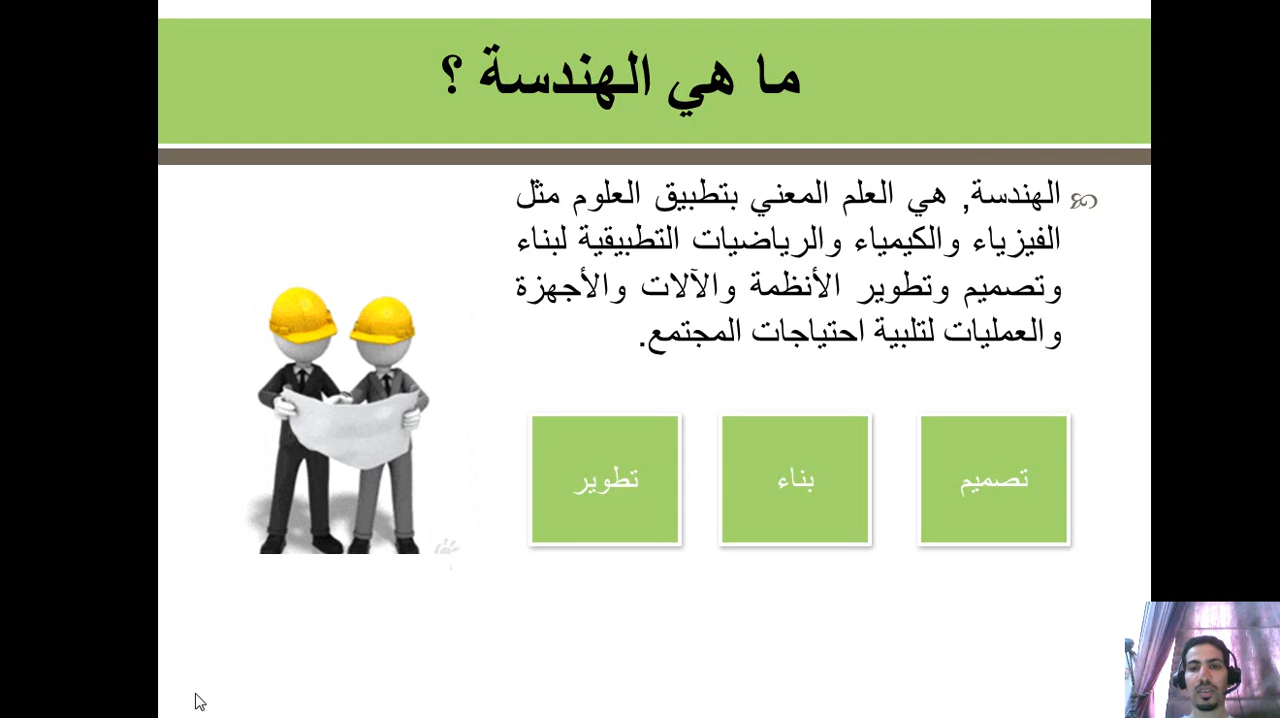 ما هي الهندسة ؟
الهندسة, هي العلم المعني بتطبيق العلوم مثل
الفيزياء والكيمياء والرياضيات التطبيقية لبناء
وتصميم وتطوير الأنظمة والآلات والأجهزة
والعمليات لتلبية احتياجات المجتمع.
تصميم
بناء
تطوير